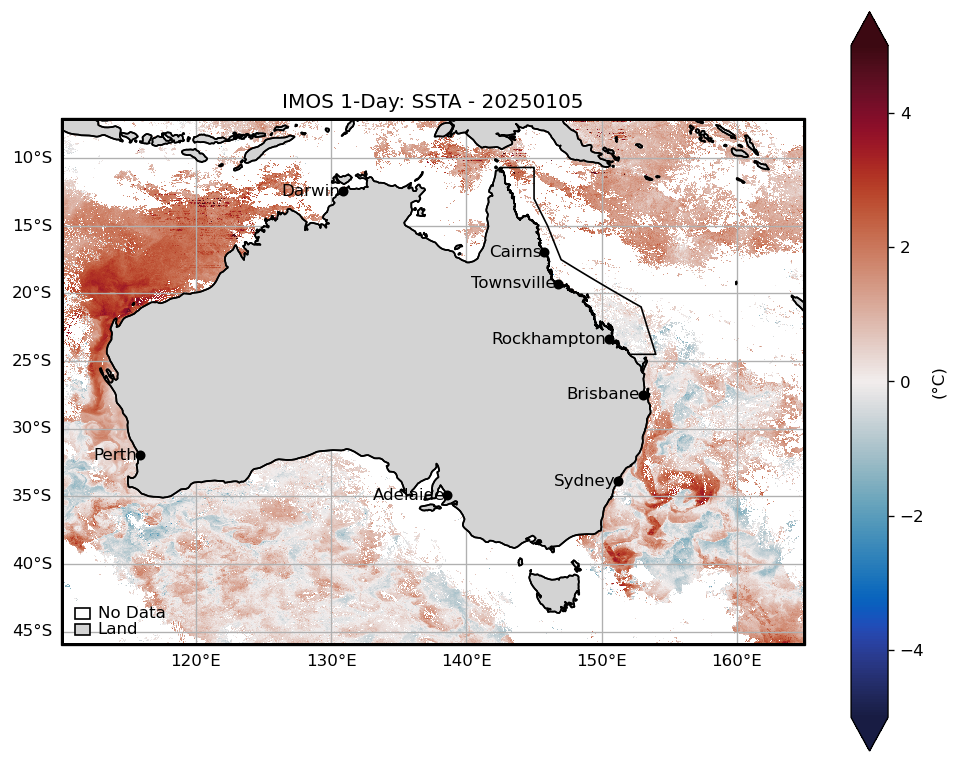 IMOS 1-Day: SSTA - 20250105
10°S
15°S
20°S
25°S
30°S
35°S
40°S
45°S
Darwin
Cairns
Townsville
Rockhampton
Brisbane
Perth
Sydney
Adelaide
No Data
Land
120°E 130°E 140°E 150°E 160°E
4
2
0
−2
−4
(°C)